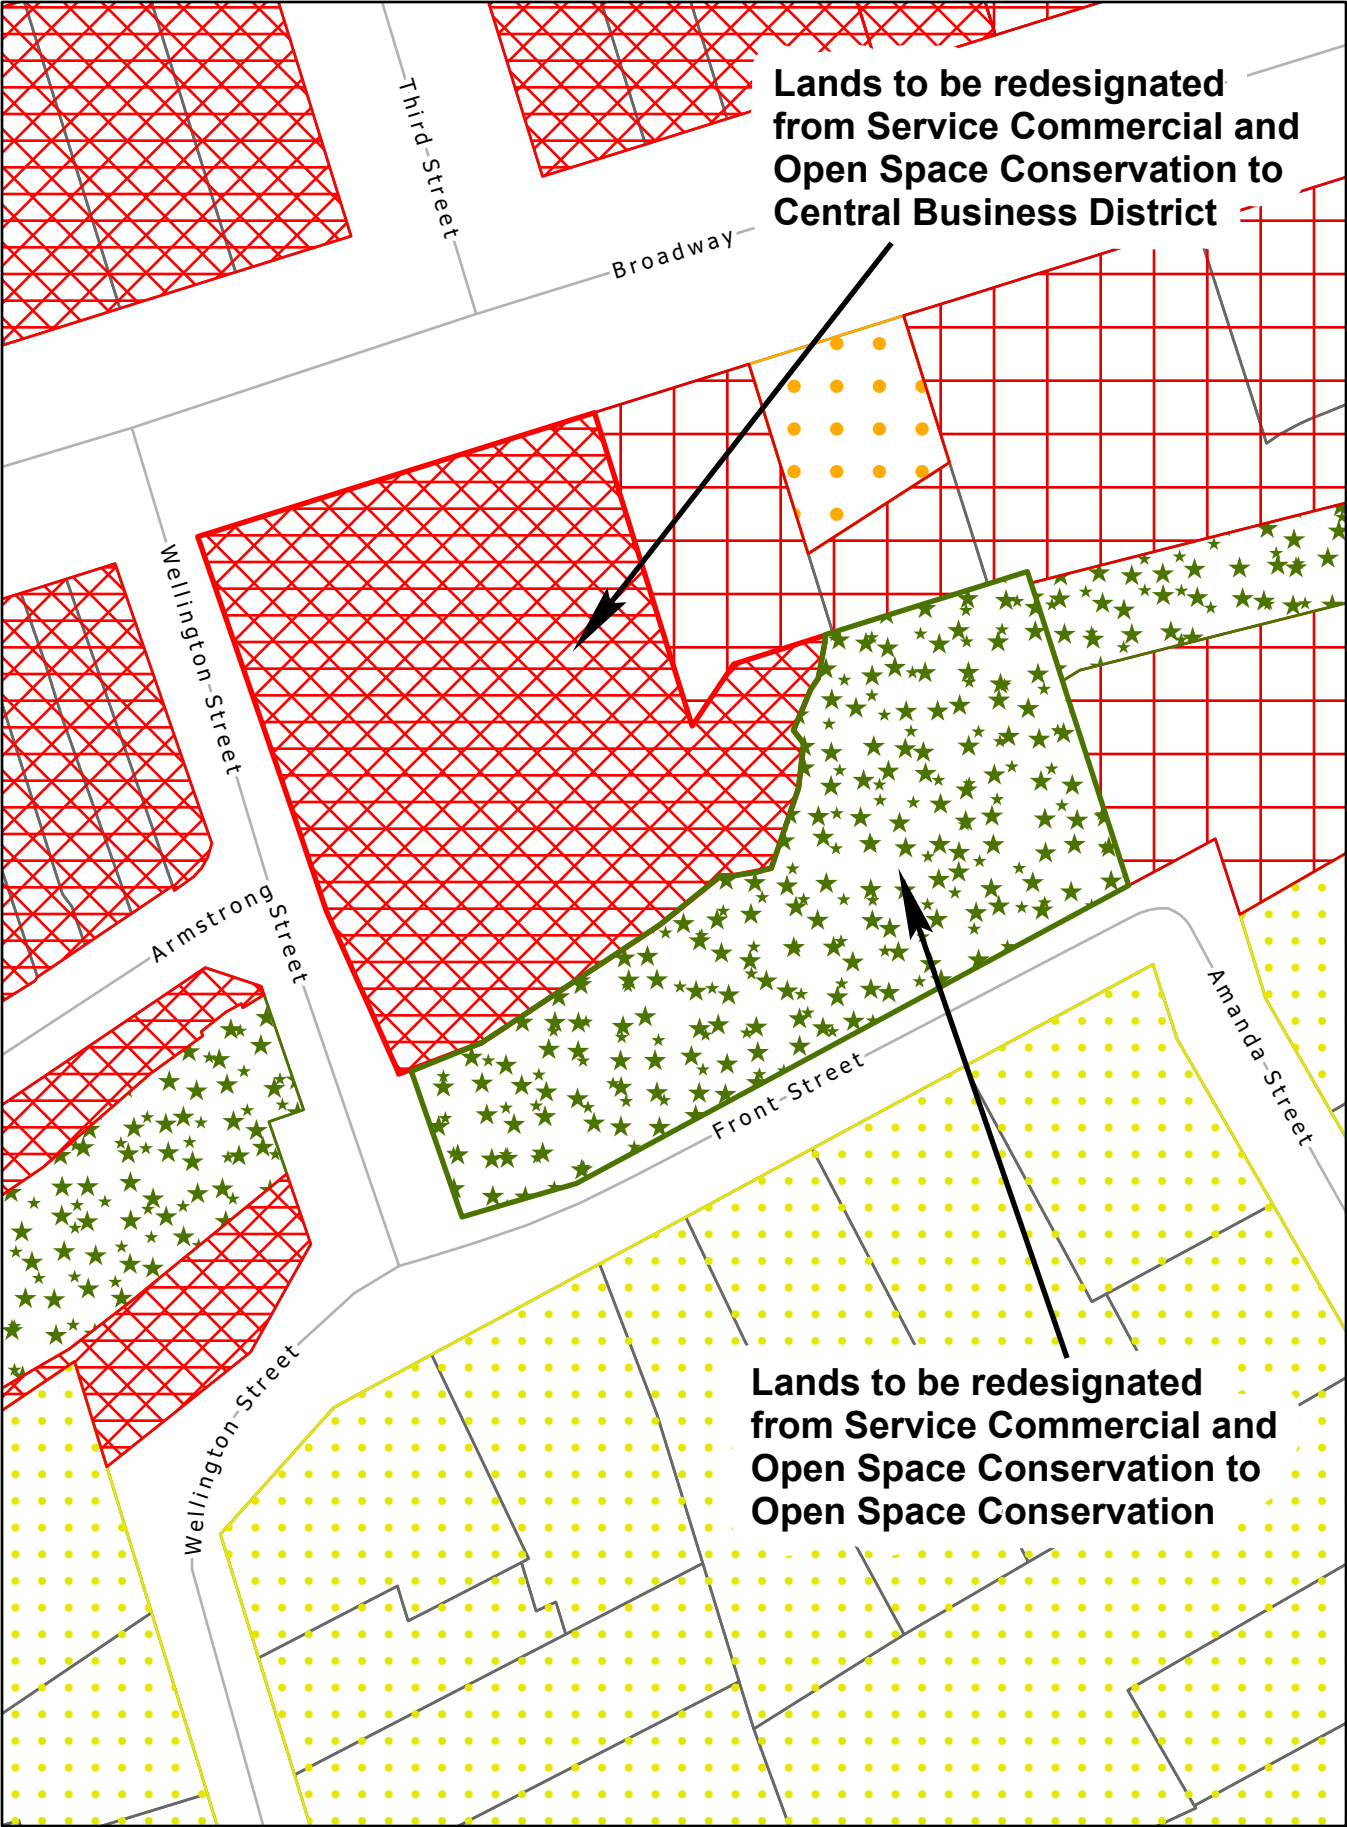 Third Street
Lands to be redesignated
from Service Commercial and
Open Space Conservation to
Central Business District
Broadway
Wellington Street
Armstrong
Street
Amanda Street
Front Street
Wellington Street
Lands to be redesignated
from Service Commercial and
Open Space Conservation to
Open Space Conservation